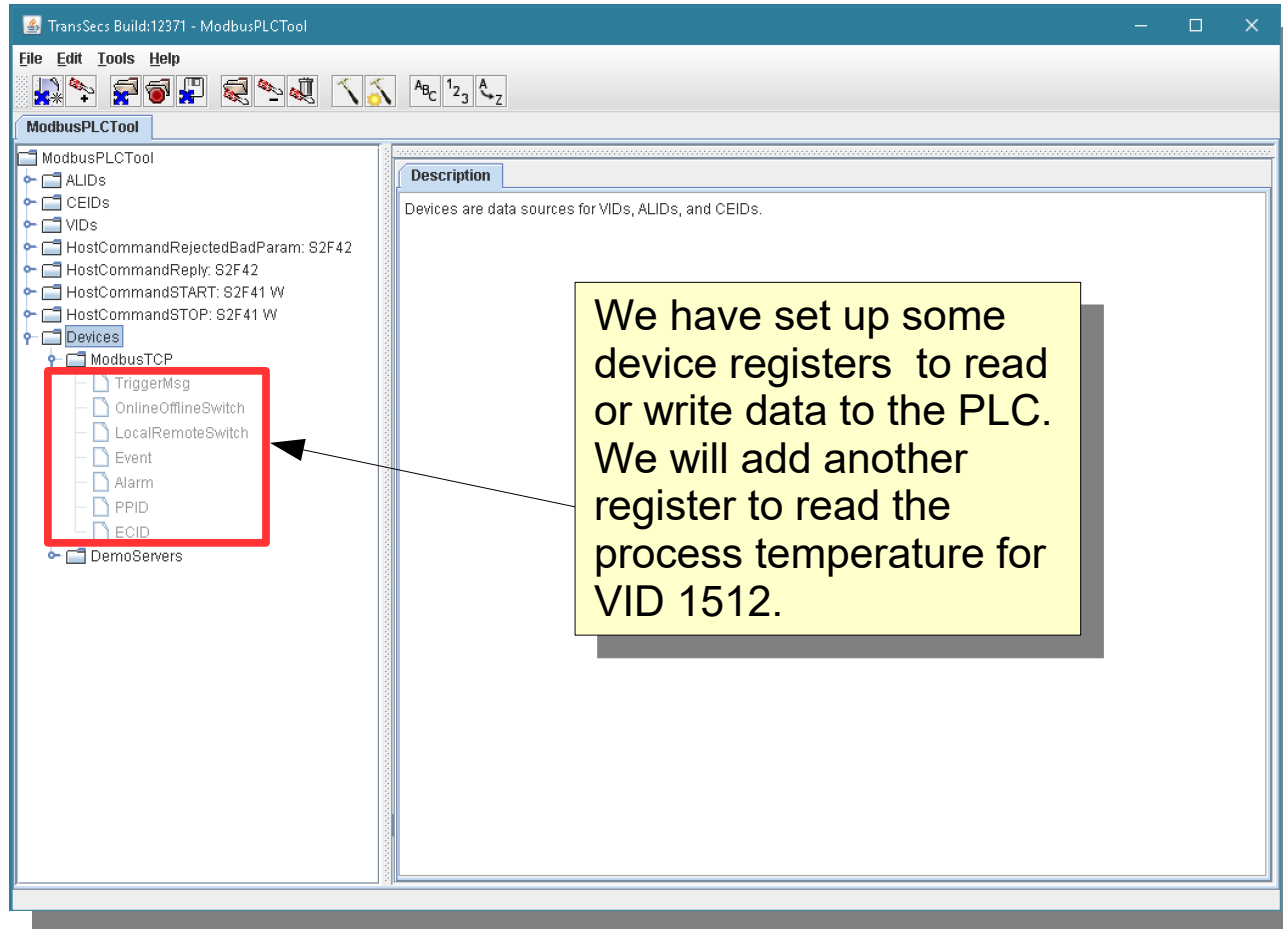 TransSecs Build:12371 - ModbusPLCTool
File Edit Tools Help
ABC 123 A Z
ModbusPLCTool
ModbusPLCTool
ALIDs
CEIDs
VIDs
HostCommandRejectedBadParam: S2F42
HostCommandReply: S2F42
HostCommandSTART: S2F41 W
HostCommandSTOP: S2F41 W
Devices
ModbusTCP
TriggerMsg
OnlineOfflineSwitch
LocalRemoteSwitch
Event
Alarm
PPID
ECID
DemoServers
Description
Devices are data sources for VIDs, ALIDs, and CEIDs.
We have set up some
device registers to read
or write data to the PLC.
We will add another
register to read the
process temperature for
VID 1512.